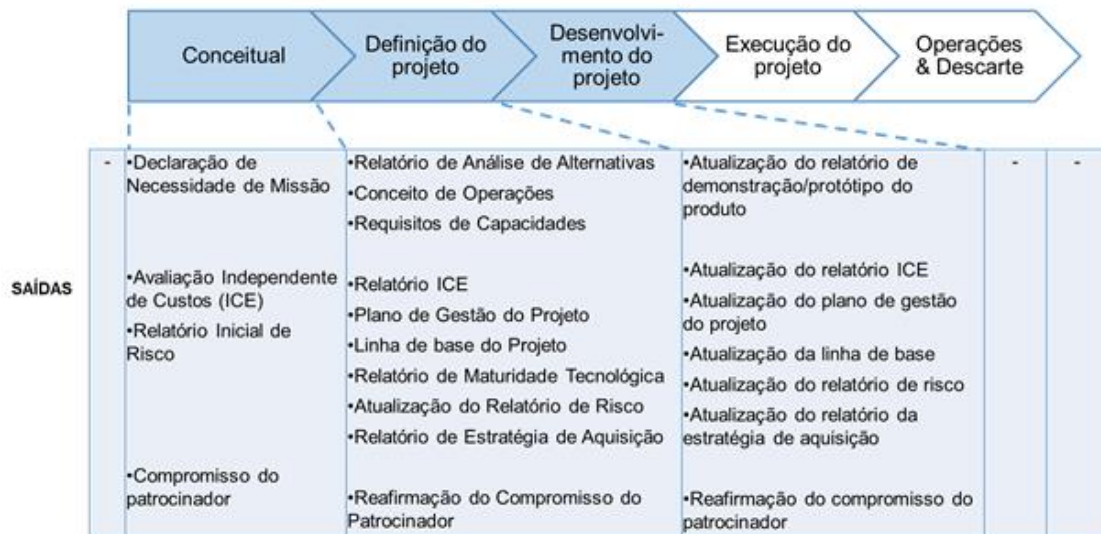 Conceitual
Definição do
projeto
Desenvolvi-
mento do
projeto
Execução do
projeto
Operações
& Descarte
SAÍDAS
-
•Declaração de
Necessidade de Missão
•Avaliação Independente
de Custos (ICE)
•Relatório Inicial de
Risco
•Compromisso do
patrocinador
•Relatório de Análise de Alternativas
•Conceito de Operações
•Requisitos de Capacidades
•Relatório ICE
•Plano de Gestão do Projeto
•Linha de base do Projeto
•Relatório de Maturidade Tecnológica
•Atualização do Relatório de Risco
•Relatório de Estratégia de Aquisição
•Reafirmação do Compromisso do
Patrocinador
•Atualização do relatório de
demonstração/protótipo do
produto
•Atualização do relatório ICE
•Atualização do plano de gestão
do projeto
•Atualização da linha de base
•Atualização do relatório de risco
•Atualização do relatório da
estratégia de aquisição
•Reafirmação do compromisso do
patrocinador
-
-